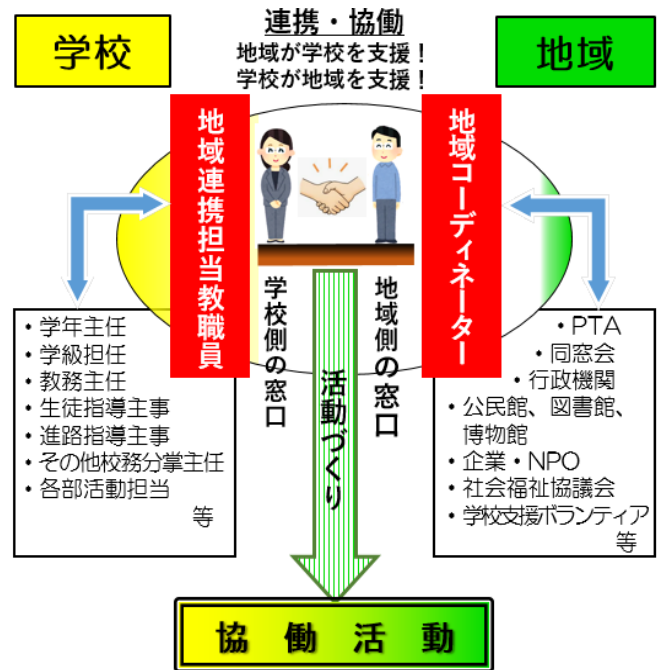 学校
連携・協働
地域が学校を支援！
学校が地域を支援！
地域
地域連携担当教職員
地域コーディネーター
学校側の窓口
地域側の窓口
活動づくり
・学年主任
・学級担任
・教務主任
・生徒指導主事
・進路指導主事
・その他校務分掌主任
・各部活動担当
等
・PTA
・同窓会
・行政機関
・公民館、図書館、
博物館
・企業・NPO
・社会福祉協議会
・学校支援ボランティア
等
協働活動